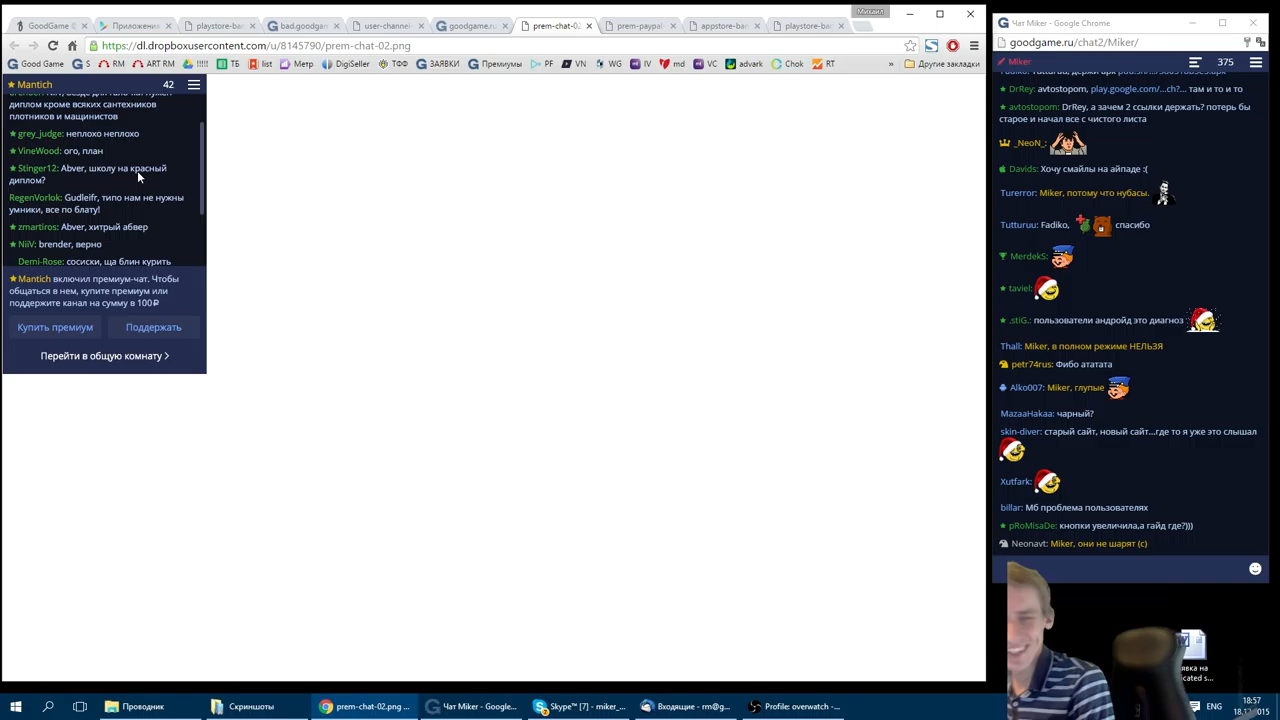 Михаил
GoodGame
Приложения
playstore-ba
bad.goodgam
user-channel-
goodgame.ru
prem-chat-02
prem-paypal
appstore-ban
playstore-ba
https://dl.dropboxusercontent.com/u/8145790/prem-chat-02.png
Good Game
S
RM
ART RM
list
Метр
DigiSeller
ТБ
!!!!!
ТФФ
ЗАЯВКИ
Премиумы
PF
VN
WG
IV
md
VC
advark
Chok
RT
»
Другие закладки
Mantich 42
диплом кроме всяких сантехников
плотников и мащинистов
grey_judge: неплохо неплохо
VineWood: ого, план
Stinger12: Abver, школу на красный
диплом?
RegenVorlok: Gudleifr, типо нам не нужны
умники, все по блату!
zmartiros: Abver, хитрый абвер
NiiV: brender, верно
Demi-Rose: сосиски, ща блин курить
Mantich включил премиум-чат. Чтобы
общаться в нем, купите премиум или
поддержите канал на сумму в 100₽
Купить премиум Поддержать
Перейти в общую комнату
Чат Miker - Google Chrome
goodgame.ru/chat2/Miker/
Miker 375
DrRey: avtostopom, play.google.com/...ch?... там и то и то
avtostopom: DrRey, а зачем 2 ссылки держать? потерь бы
старое и начал все с чистого листа
_NeoN_:
Davids: Хочу смайлы на айпаде :(
Turerror: Miker, потому что нубасы.
Tutturuu: Fadiko, спасибо
MerdekS:
taviel:
.stiG.: пользователи андройд это диагноз
Thall: Miker, в полном режиме НЕЛЬЗЯ
petr74rus: Фибо ататата
Alko007: Miker, глупые
MazaaHakaa: чарный?
skin-diver: старый сайт, новый сайт...где то я уже это слышал
Xutfark:
billar: Мб проблема пользователях
pRoMisaDe: кнопки увеличила,а гайд где?)))
Neonavt: Miker, они не шарят (с)
явка на
icated s...
Проводник
Скриншоты
prem-chat-02.png ...
Чат Miker - Google...
Skype™ [7] - miker_...
Входящие - rm@g...
Profile: overwatch -...
ENG
18:57